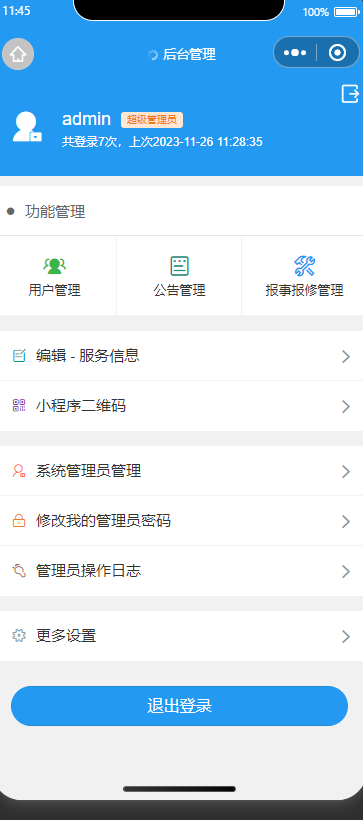 11:45
100%
后台管理
admin 超级管理员
共登录7次，上次2023-11-26 11:28:35
功能管理
用户管理 公告管理 报事报修管理
编辑 - 服务信息
小程序二维码
系统管理员管理
修改我的管理员密码
管理员操作日志
更多设置
退出登录